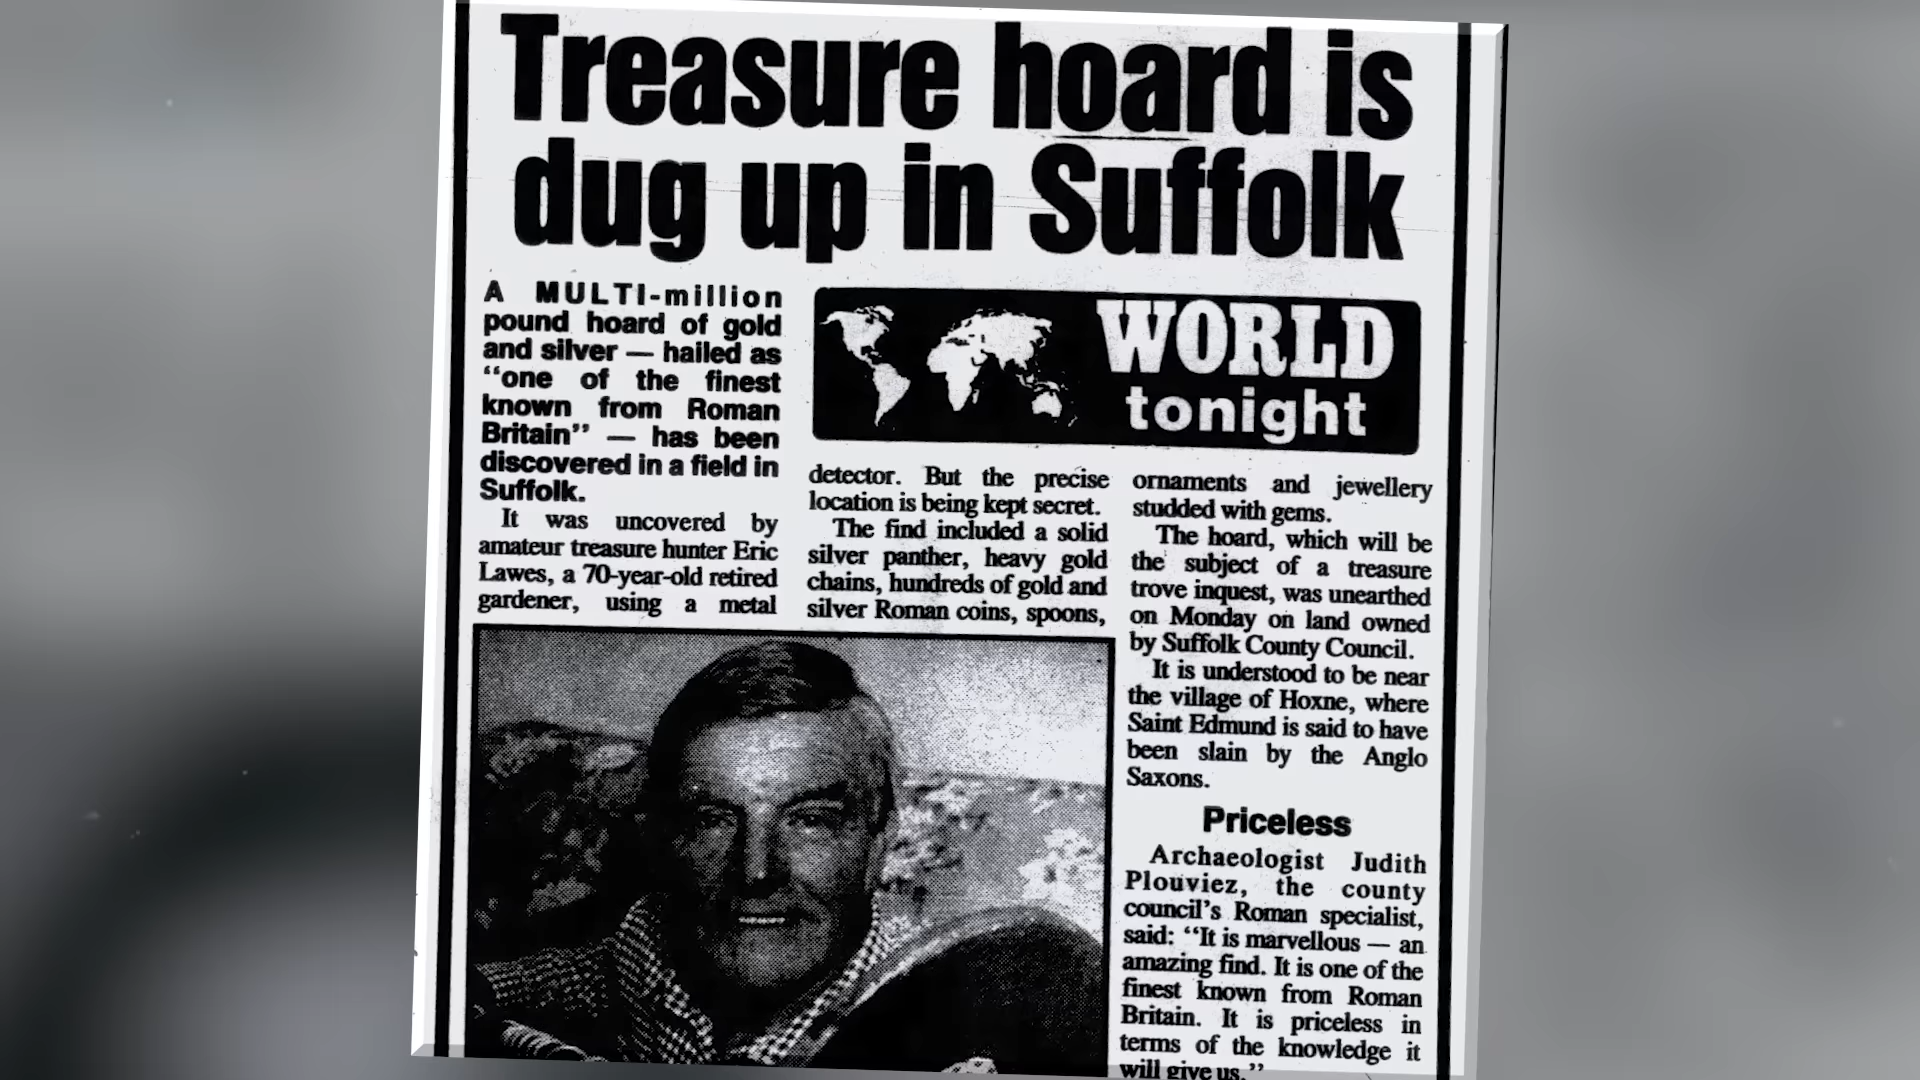 Treasure hoard is
dug up in Suffolk
A MULTI-million
pound hoard of gold
and silver — hailed as
“one of the finest
known from Roman
Britain” — has been
discovered in a field in
Suffolk.
It was uncovered by
amateur treasure hunter Eric
Lawes, a 70-year-old retired
gardener, using a metal
WORLD
tonight
detector. But the precise
location is being kept secret.
The find included a solid
silver panther, heavy gold
chains, hundreds of gold and
silver Roman coins, spoons,
ornaments and jewellery
studded with gems.
The hoard, which will be
the subject of a treasure
trove inquest, was unearthed
on Monday on land owned
by Suffolk County Council.
It is understood to be near
the village of Hoxne, where
Saint Edmund is said to have
been slain by the Anglo
Saxons.
Priceless
Archaeologist Judith
Plouviez, the county
council’s Roman specialist,
said: “It is marvellous — an
amazing find. It is one of the
finest known from Roman
Britain. It is priceless in
terms of the knowledge it
will give us.”